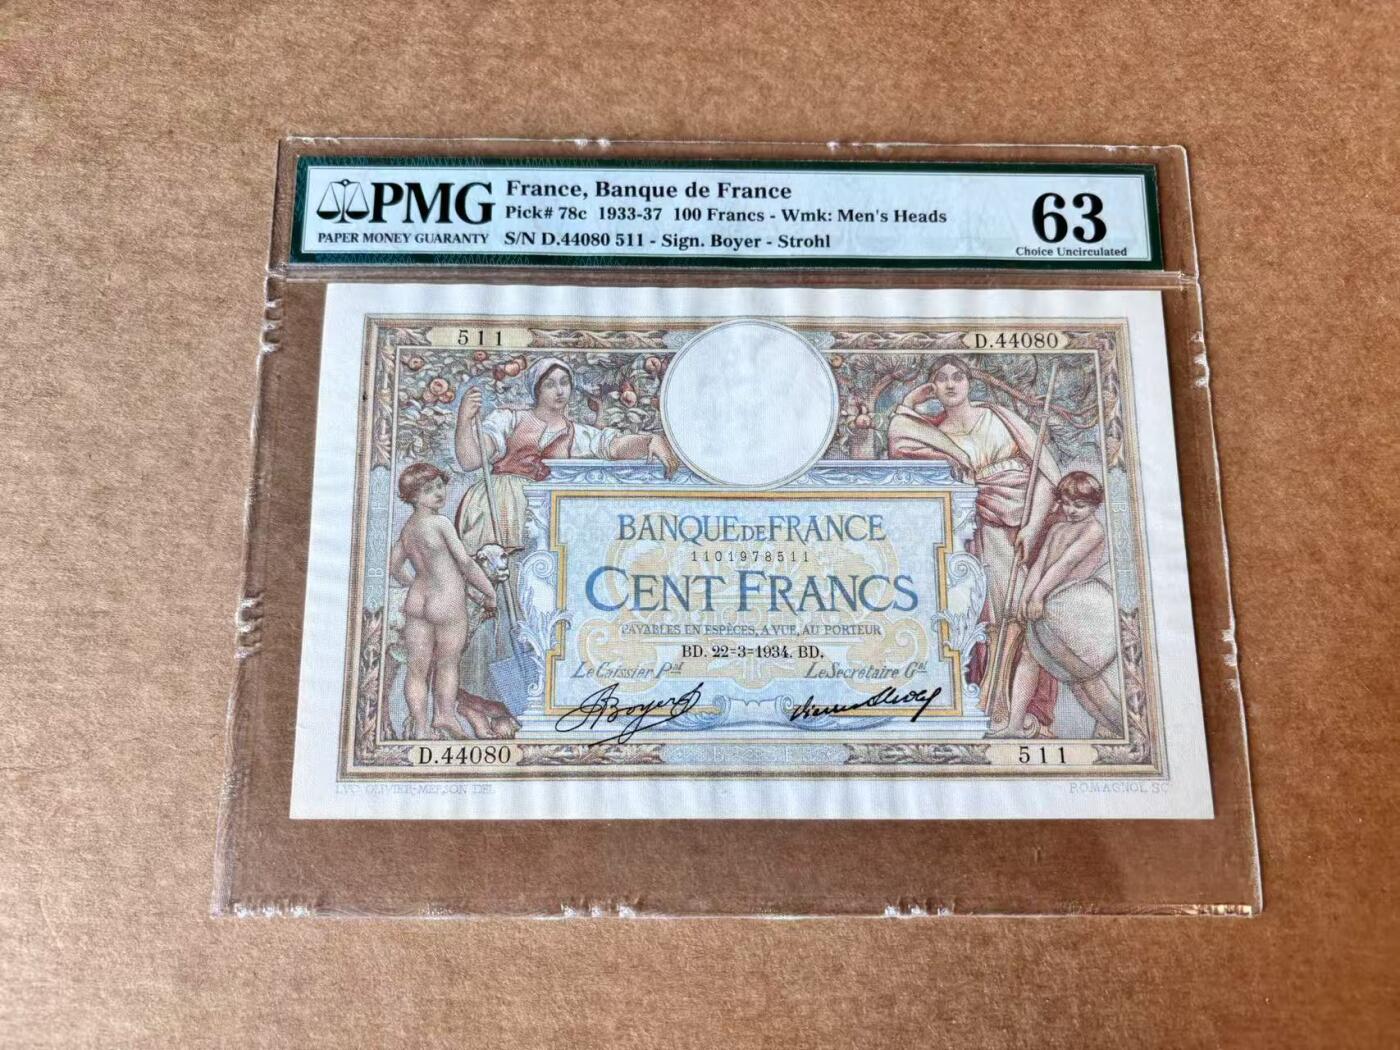 PMG
PAPER MONEY GUARANTY
France, Banque de France
Pick# 78c 1933-37 100 Francs - Wmk: Men's Heads
S/N D.44080 511 - Sign. Boyer - Strohl
63
Choice Uncirculated
511
D.44080
BANQUE DE FRANCE
1101978511
CENT FRANCS
PAYABLES EN ESPÈCES, A VUE, AU PORTEUR
BD. 22=3=1934. BD.
Le Caissier Pal
Le Secrétaire Gal
Boyer
D.44080
511
LUC OLIVIER-MERSON DEL
ROMAGNOL SC